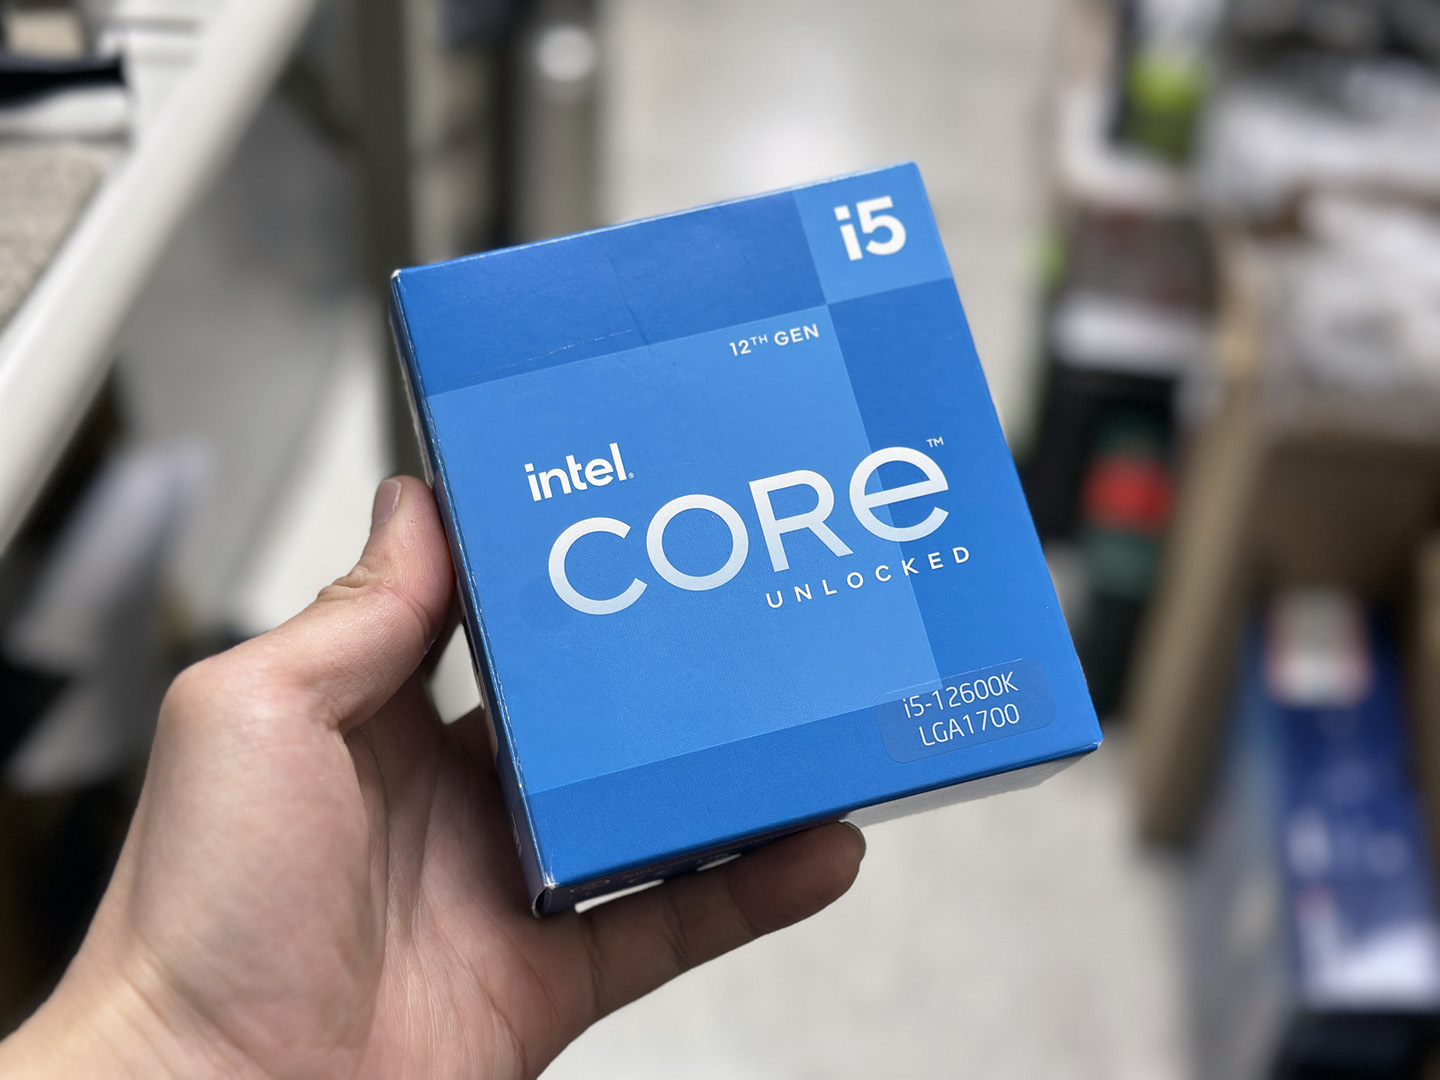 i5
12TH GEN
intel.
CORE™
UNLOCKED
i5-12600K
LGA1700